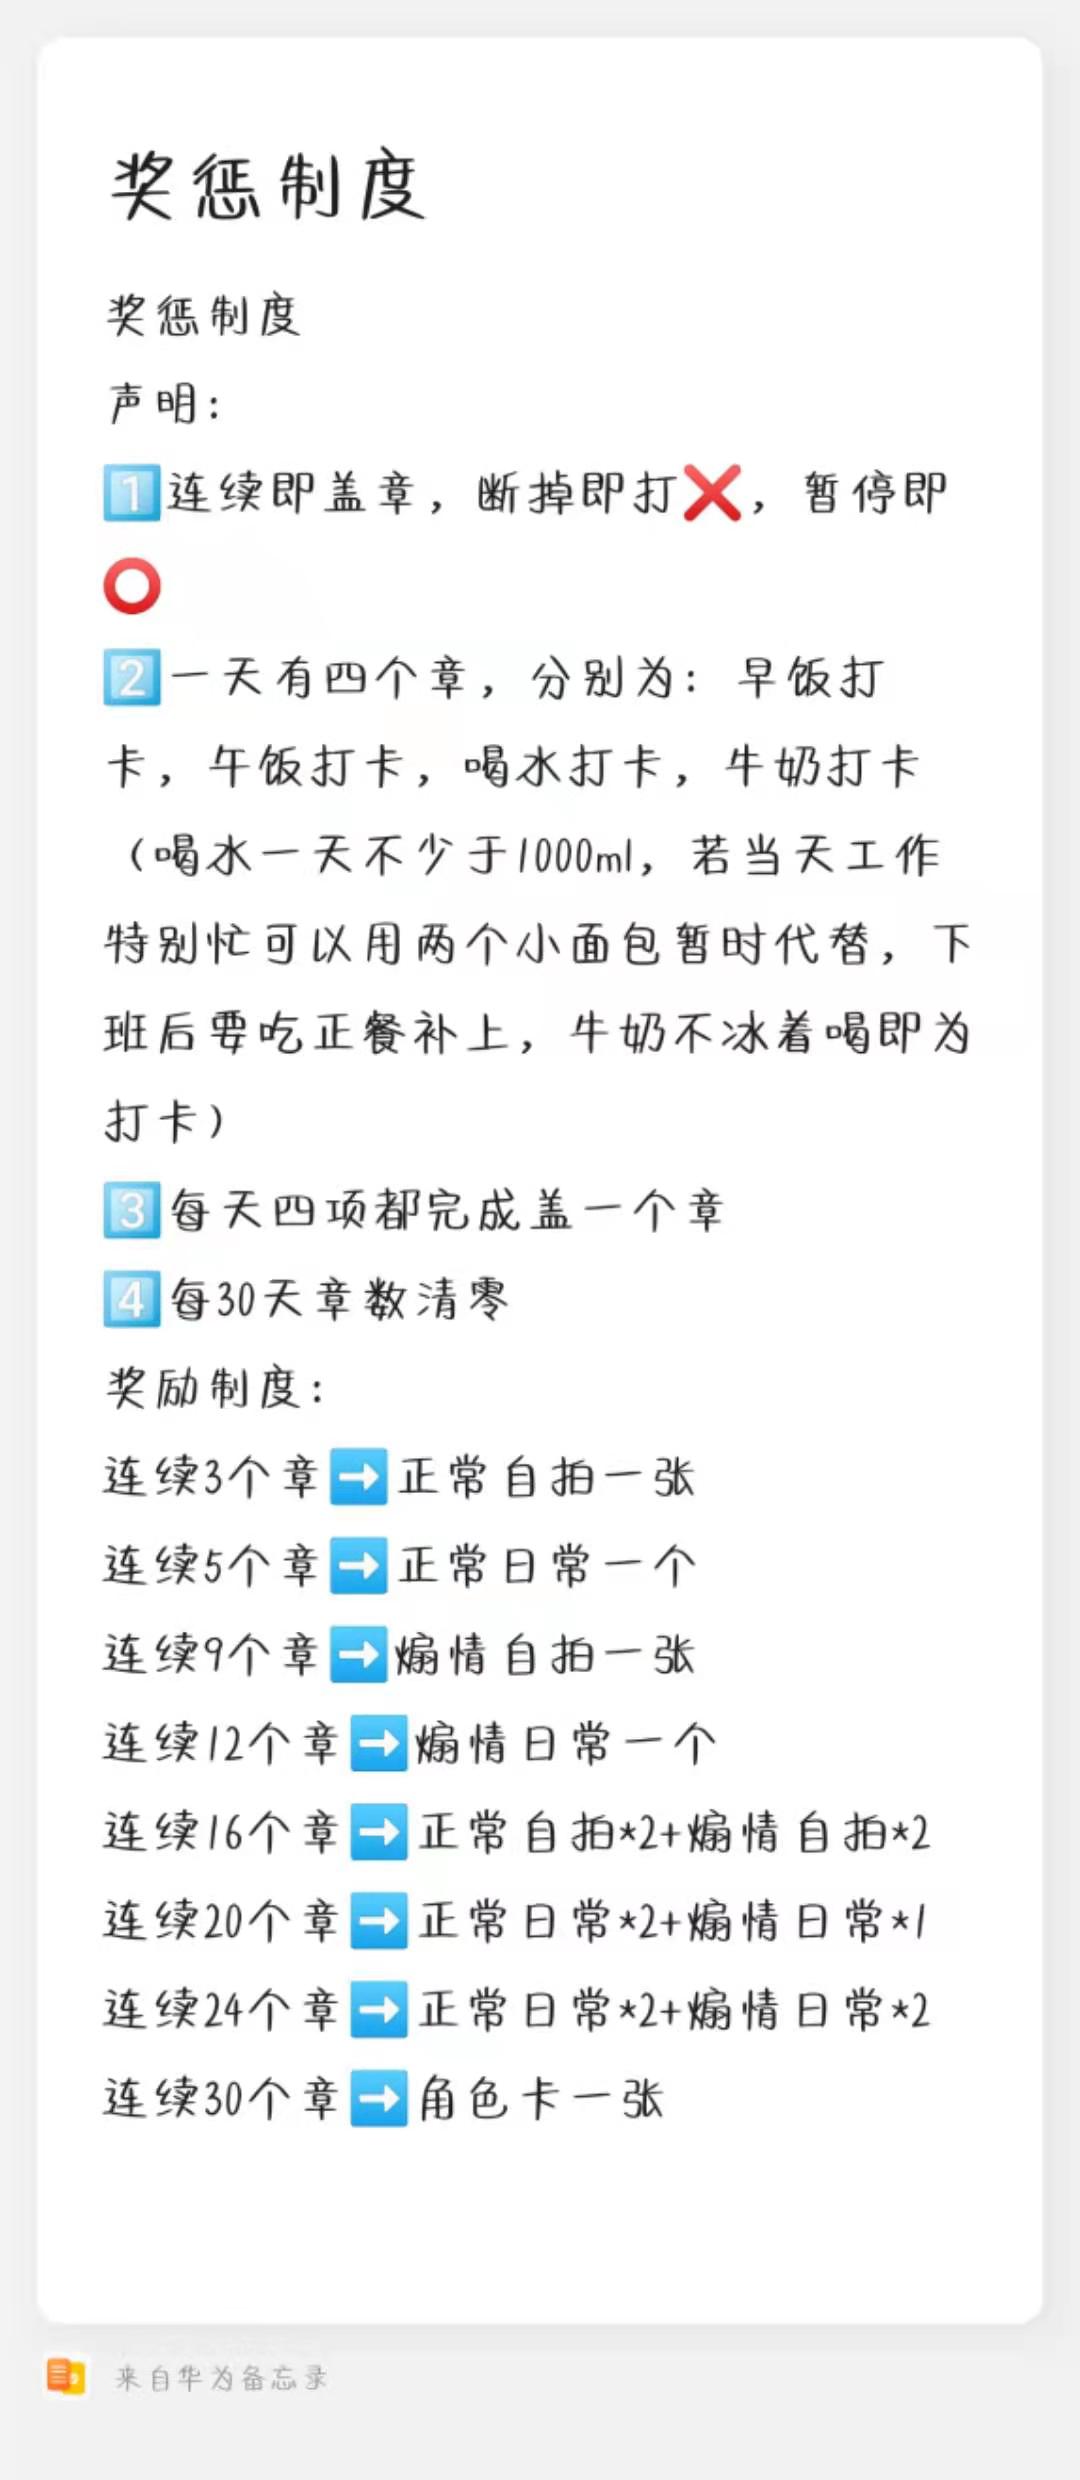 奖惩制度
奖惩制度
声明：
1️⃣连续即盖章，断掉即打❌，暂停即
⭕
2️⃣一天有四个章，分别为：早饭打
卡，午饭打卡，喝水打卡，牛奶打卡
（喝水一天不少于1000ml，若当天工作
特别忙可以用两个小面包暂时代替，下
班后要吃正餐补上，牛奶不冰着喝即为
打卡）
3️⃣每天四项都完成盖一个章
4️⃣每30天章数清零
奖励制度：
连续3个章➡️正常自拍一张
连续5个章➡️正常日常一个
连续9个章➡️煽情自拍一张
连续12个章➡️煽情日常一个
连续16个章➡️正常自拍*2+煽情自拍*2
连续20个章➡️正常日常*2+煽情日常*1
连续24个章➡️正常日常*2+煽情日常*2
连续30个章➡️角色卡一张
来自华为备忘录